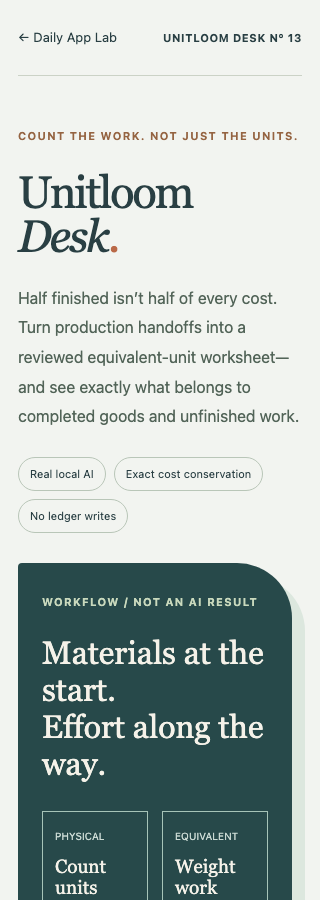 ← Daily App Lab
UNITLOOM DESK Nº 13
COUNT THE WORK. NOT JUST THE UNITS.
Unitloom
Desk.
Half finished isn’t half of every cost.
Turn production handoffs into a
reviewed equivalent-unit worksheet—
and see exactly what belongs to
completed goods and unfinished work.
Real local AI
Exact cost conservation
No ledger writes
WORKFLOW / NOT AN AI RESULT
Materials at the
start.
Effort along the
way.
PHYSICAL
Count
units
EQUIVALENT
Weight
work